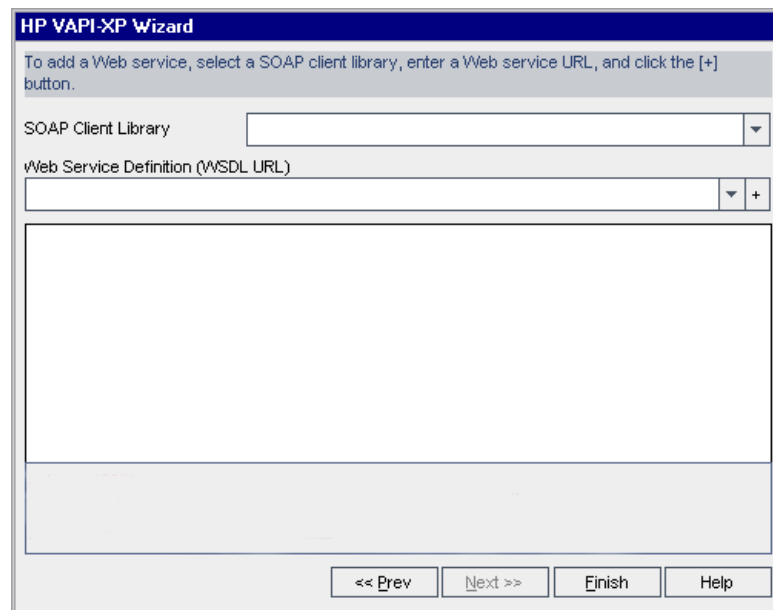 HP VAPI-XP Wizard
To add a Web service, select a SOAP client library, enter a Web service URL, and click the [+]
button.
SOAP Client Library
Web Service Definition (WSDL URL)
+
<< Prev
Next >>
Finish
Help